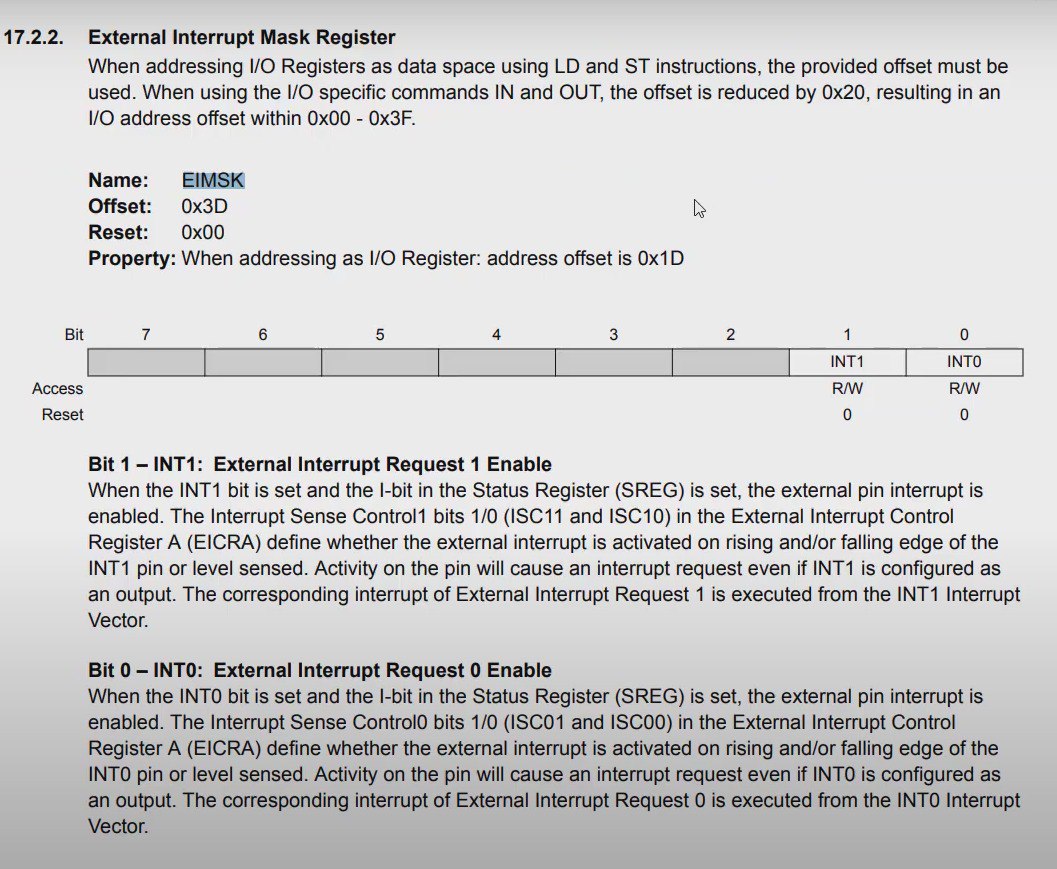 17.2.2. External Interrupt Mask Register
When addressing I/O Registers as data space using LD and ST instructions, the provided offset must be
used. When using the I/O specific commands IN and OUT, the offset is reduced by 0x20, resulting in an
I/O address offset within 0x00 - 0x3F.
Name: EIMSK
Offset: 0x3D
Reset: 0x00
Property: When addressing as I/O Register: address offset is 0x1D
Bit 7 6 5 4 3 2 1 0
INT1 INT0
Access R/W R/W
Reset 0 0
Bit 1 – INT1: External Interrupt Request 1 Enable
When the INT1 bit is set and the I-bit in the Status Register (SREG) is set, the external pin interrupt is
enabled. The Interrupt Sense Control1 bits 1/0 (ISC11 and ISC10) in the External Interrupt Control
Register A (EICRA) define whether the external interrupt is activated on rising and/or falling edge of the
INT1 pin or level sensed. Activity on the pin will cause an interrupt request even if INT1 is configured as
an output. The corresponding interrupt of External Interrupt Request 1 is executed from the INT1 Interrupt
Vector.
Bit 0 – INT0: External Interrupt Request 0 Enable
When the INT0 bit is set and the I-bit in the Status Register (SREG) is set, the external pin interrupt is
enabled. The Interrupt Sense Control0 bits 1/0 (ISC01 and ISC00) in the External Interrupt Control
Register A (EICRA) define whether the external interrupt is activated on rising and/or falling edge of the
INT0 pin or level sensed. Activity on the pin will cause an interrupt request even if INT0 is configured as
an output. The corresponding interrupt of External Interrupt Request 0 is executed from the INT0 Interrupt
Vector.